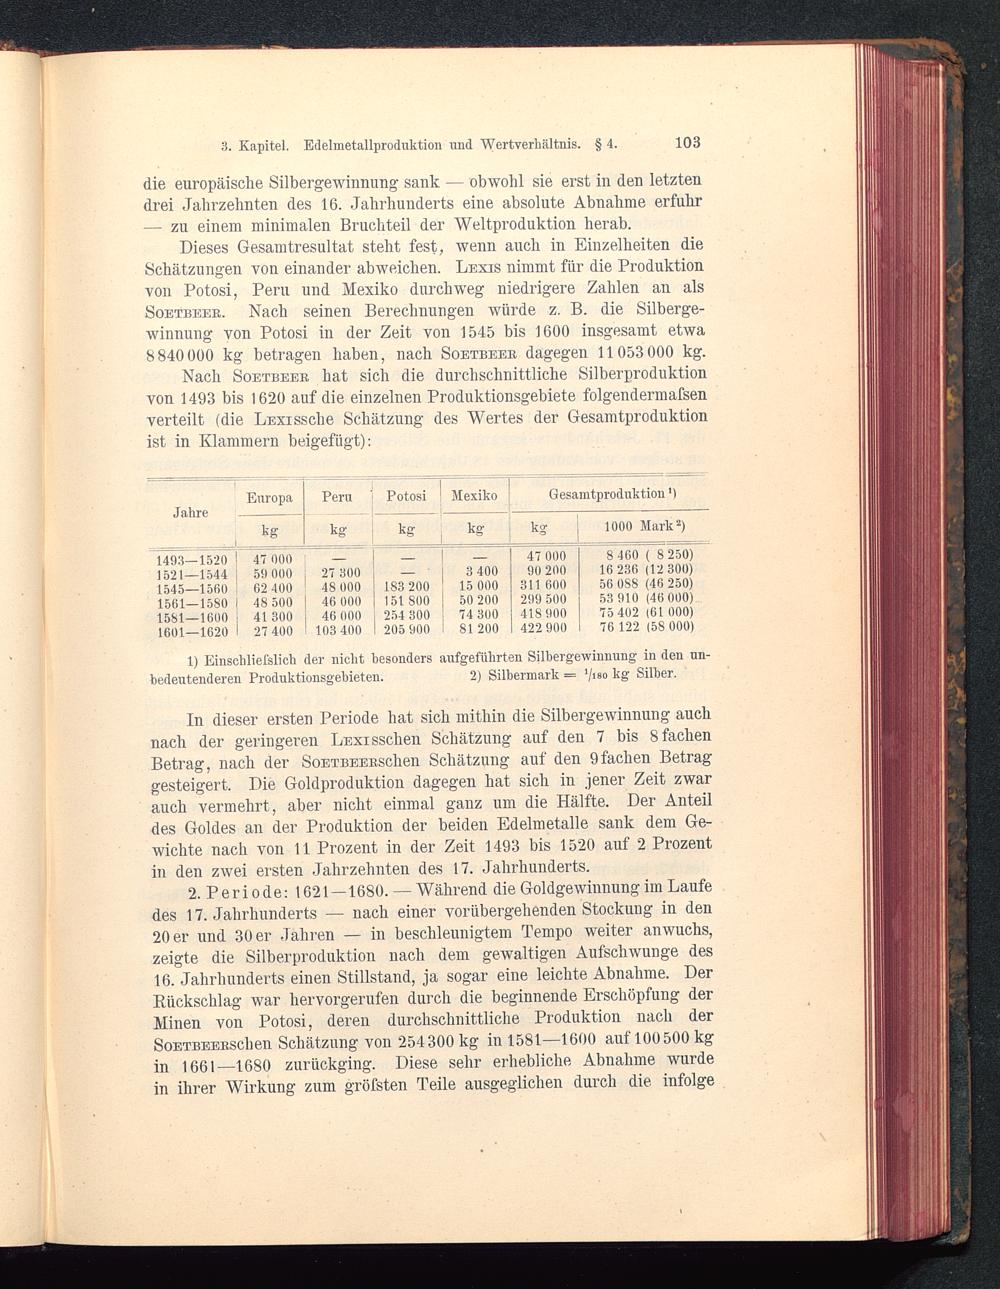 3. Kapitel. Edelmetallproduktion und Wertverhältnis. § 4. 103
die europäische Silbergewinnung sank — obwohl sie erst in den letzten
drei Jahrzehnten des 16. Jahrhunderts eine absolute Abnahme erfuhr
— zu einem minimalen Bruchteil der Weltproduktion herab.
Dieses Gesamtresultat steht fest, wenn auch in Einzelheiten die
Schätzungen von einander abweichen. LEXIS nimmt für die Produktion
von Potosi, Peru und Mexiko durchweg niedrigere Zahlen an als
SOETBEER. Nach seinen Berechnungen würde z. B. die Silberge-
winnung von Potosi in der Zeit von 1545 bis 1600 insgesamt etwa
8 840 000 kg betragen haben, nach SOETBEER dagegen 11 053 000 kg.
Nach SOETBEER hat sich die durchschnittliche Silberproduktion
von 1493 bis 1620 auf die einzelnen Produktionsgebiete folgendermaſsen
verteilt (die LEXISsche Schätzung des Wertes der Gesamtproduktion
ist in Klammern beigefügt):
Jahre Europa Peru Potosi Mexiko Gesamtproduktion ¹)
kg kg kg kg kg 1000 Mark ²)
1493—1520 47 000 — — — 47 000 8 460 ( 8 250)
1521—1544 59 000 27 300 — 3 400 90 200 16 236 (12 300)
1545—1560 62 400 48 000 183 200 15 000 311 600 56 088 (46 250)
1561—1580 48 500 46 000 151 800 50 200 299 500 53 910 (46 000)
1581—1600 41 300 46 000 254 300 74 300 418 900 75 402 (61 000)
1601—1620 27 400 103 400 205 900 81 200 422 900 76 122 (58 000)
1) Einschlieſslich der nicht besonders aufgeführten Silbergewinnung in den un-
bedeutenderen Produktionsgebieten. 2) Silbermark = ¹/₁₈₀ kg Silber.
In dieser ersten Periode hat sich mithin die Silbergewinnung auch
nach der geringeren LEXISschen Schätzung auf den 7 bis 8 fachen
Betrag, nach der SOETBEERschen Schätzung auf den 9 fachen Betrag
gesteigert. Die Goldproduktion dagegen hat sich in jener Zeit zwar
auch vermehrt, aber nicht einmal ganz um die Hälfte. Der Anteil
des Goldes an der Produktion der beiden Edelmetalle sank dem Ge-
wichte nach von 11 Prozent in der Zeit 1493 bis 1520 auf 2 Prozent
in den zwei ersten Jahrzehnten des 17. Jahrhunderts.
2. Periode: 1621—1680. — Während die Goldgewinnung im Laufe
des 17. Jahrhunderts — nach einer vorübergehenden Stockung in den
20 er und 30 er Jahren — in beschleunigtem Tempo weiter anwuchs,
zeigte die Silberproduktion nach dem gewaltigen Aufschwunge des
16. Jahrhunderts einen Stillstand, ja sogar eine leichte Abnahme. Der
Rückschlag war hervorgerufen durch die beginnende Erschöpfung der
Minen von Potosi, deren durchschnittliche Produktion nach der
SOETBEERschen Schätzung von 254 300 kg in 1581—1600 auf 100 500 kg
in 1661—1680 zurückging. Diese sehr erhebliche Abnahme wurde
in ihrer Wirkung zum gröſsten Teile ausgeglichen durch die infolge